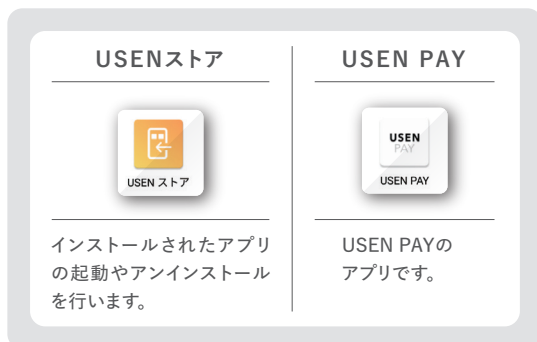 USENストア
USEN ストア
インストールされたアプリ
の起動やアンインストール
を行います。
USEN PAY
USEN
PAY
USEN PAY
USEN PAYの
アプリです。